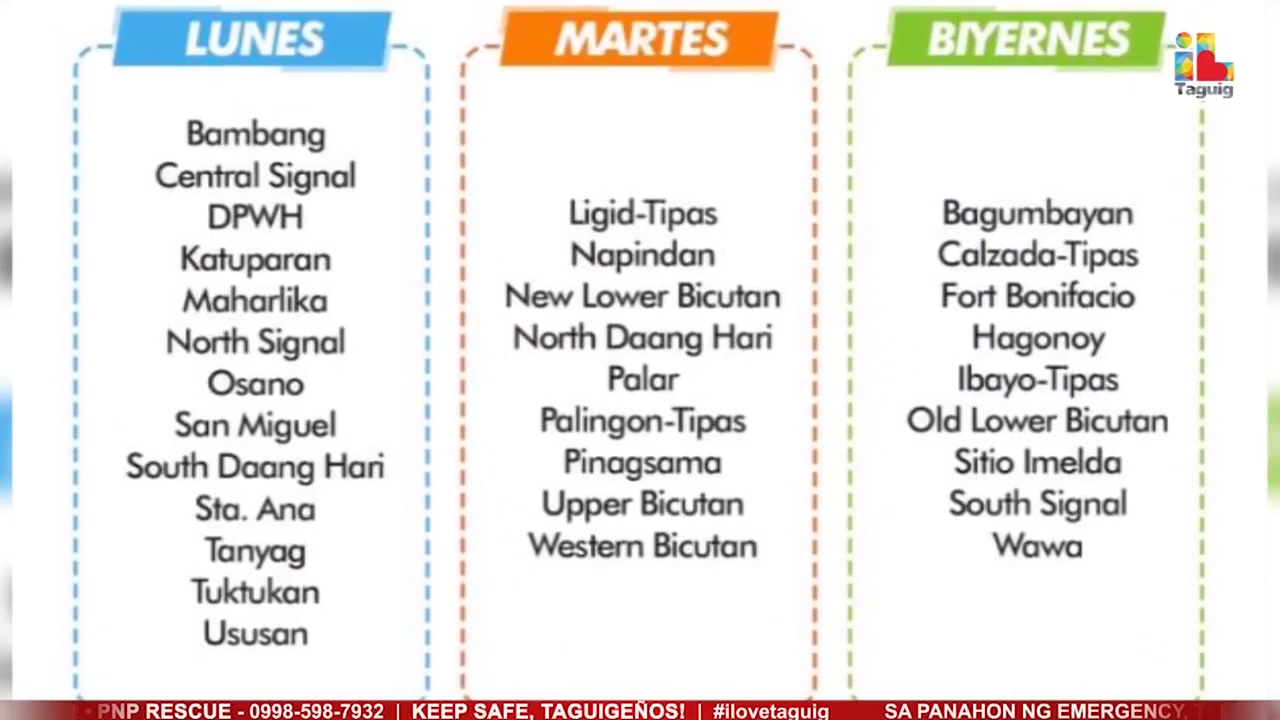 LUNES
Bambang
Central Signal
DPWH
Katuparan
Maharlika
North Signal
Osano
San Miguel
South Daang Hari
Sta. Ana
Tanyag
Tuktukan
Ususan
MARTES
Ligid-Tipas
Napindan
New Lower Bicutan
North Daang Hari
Palar
Palingon-Tipas
Pinagsama
Upper Bicutan
Western Bicutan
BIYERNES
Bagumbayan
Calzada-Tipas
Fort Bonifacio
Hagonoy
Ibayo-Tipas
Old Lower Bicutan
Sitio Imelda
South Signal
Wawa
iL
Taguig
• PNP RESCUE - 0998-598-7932 | KEEP SAFE, TAGUIGEÑOS! | #ilovetaguig SA PANAHON NG EMERGENCY,